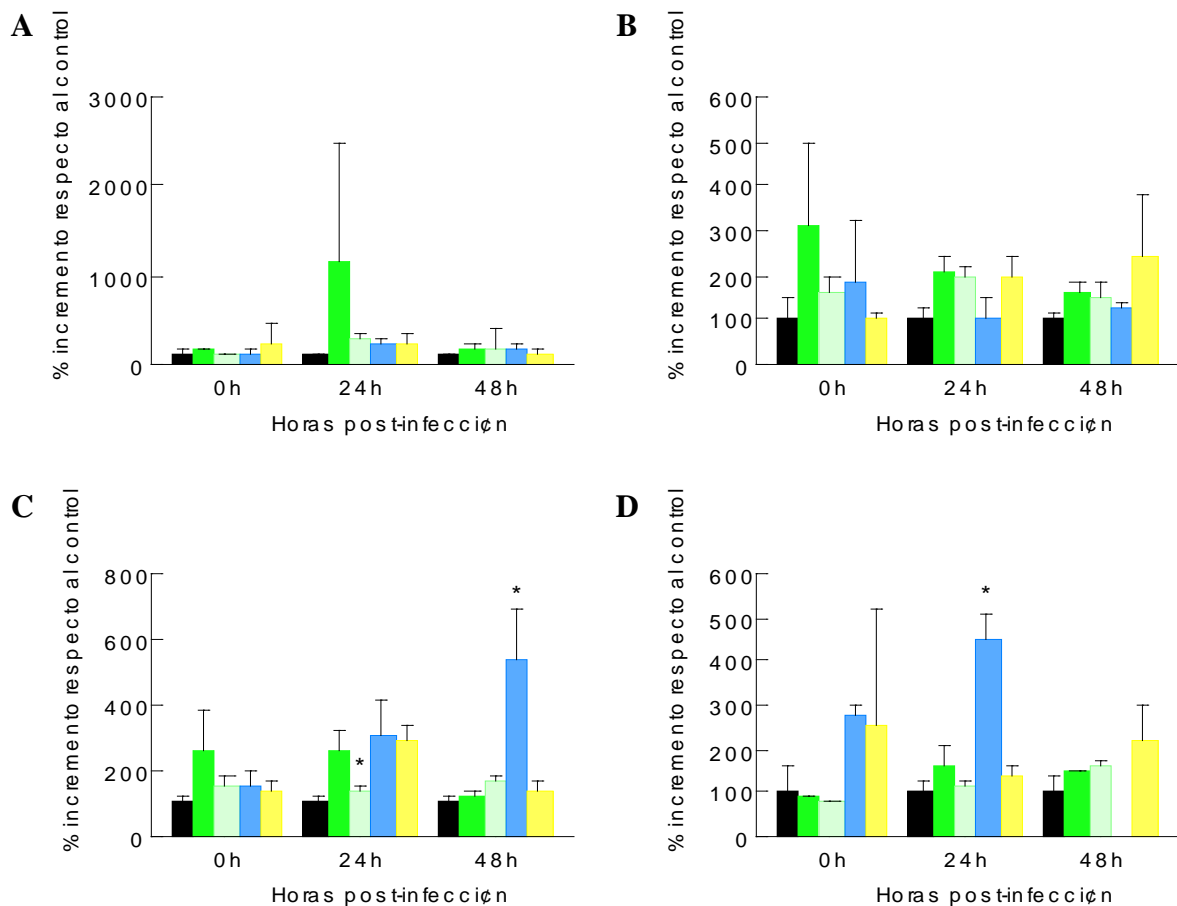 A
% incremento respecto al control
3000
2000
1000
0
0h 24h 48h
Horas post-infecci¢n
B
% incremento respecto al control
600
500
400
300
200
100
0
0h 24h 48h
Horas post-infecci¢n
C
% incremento respecto al control
800
600
400
200
0
*
*
0h 24h 48h
Horas post-infecci¢n
D
% incremento respecto al control
600
500
400
300
200
100
0
*
0h 24h 48h
Horas post-infecci¢n